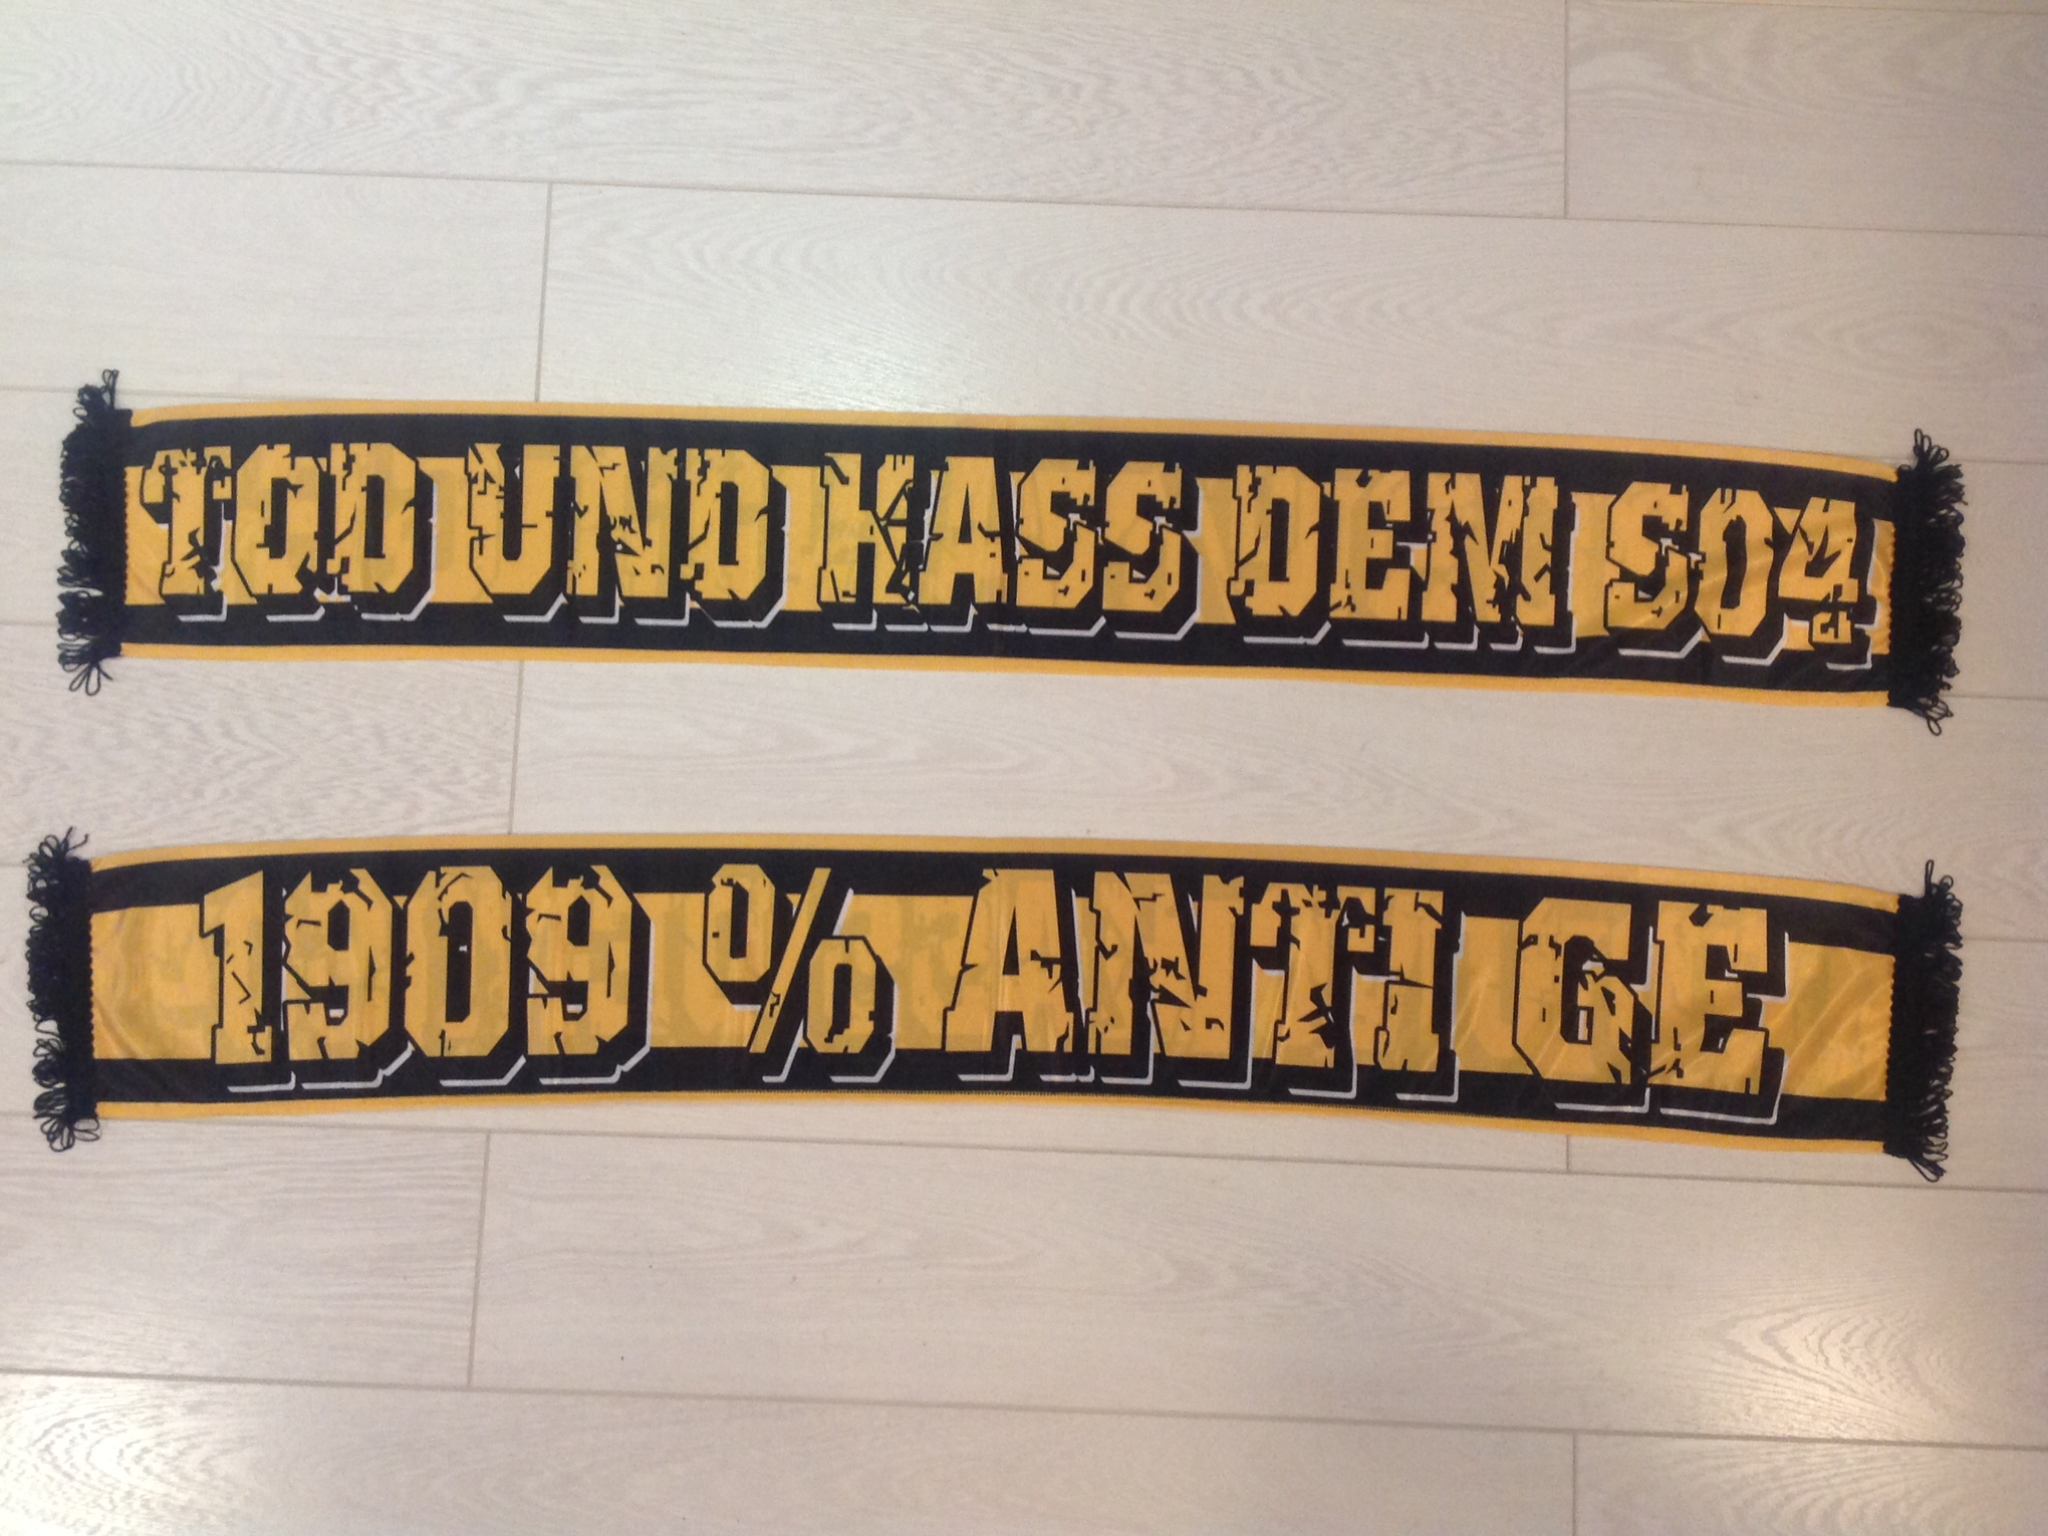 TOD UND HASS DEM S04
1909 % ANTI GE